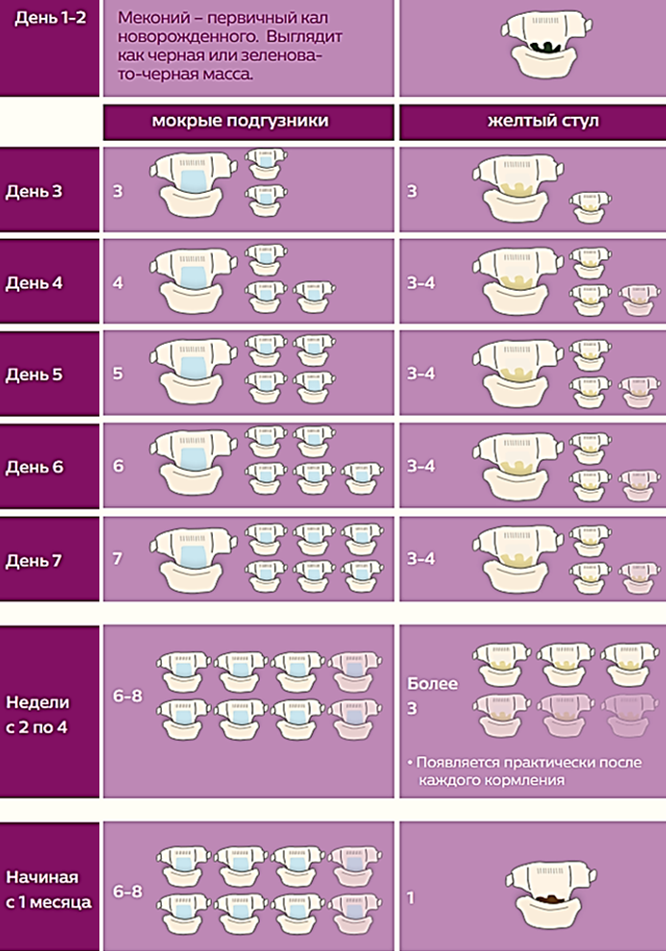 День 1-2
Меконий – первичный кал
новорожденного. Выглядит
как черная или зеленова-
то-черная масса.
мокрые подгузники
желтый стул
День 3
3
3
День 4
4
3-4
День 5
5
3-4
День 6
6
3-4
День 7
7
3-4
Недели
с 2 по 4
6-8
Более
3
• Появляется практически после
каждого кормления
Начиная
с 1 месяца
6-8
1